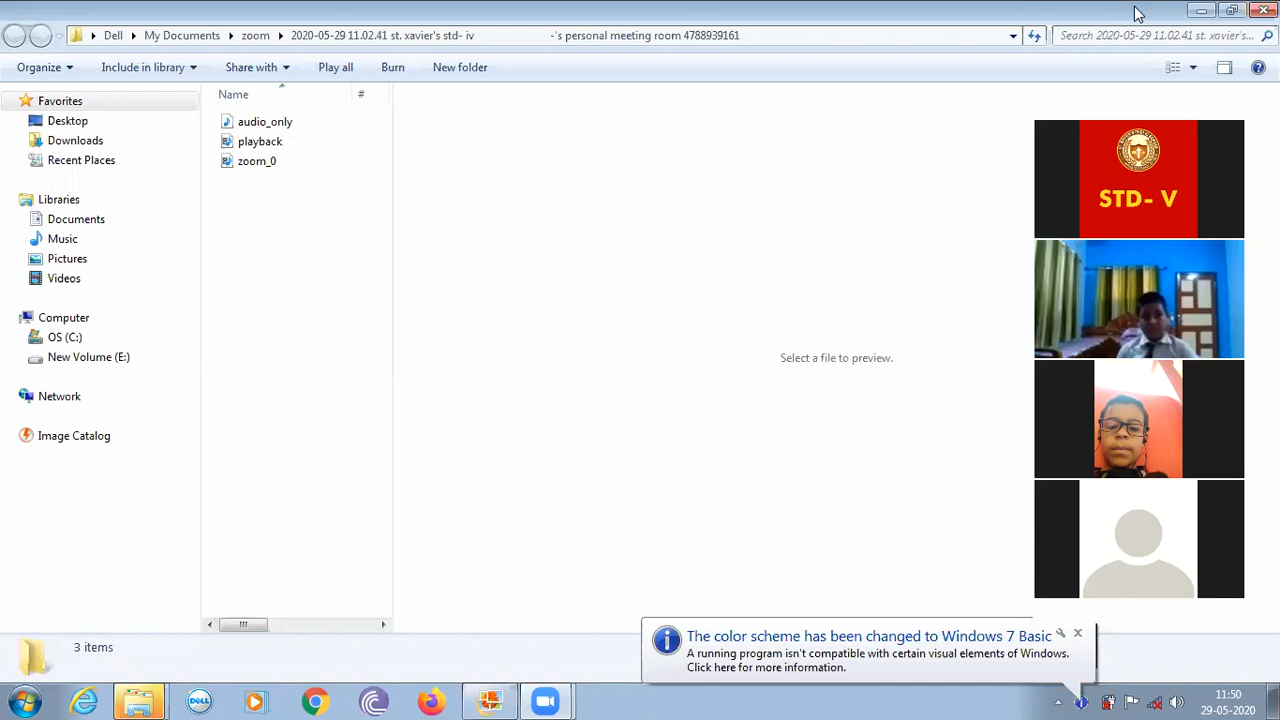 Dell ▸ My Documents ▸ zoom ▸ 2020-05-29 11.02.41 st. xavier's std- iv -'s personal meeting room 4788939161
Search 2020-05-29 11.02.41 st. xavier's...
Organize Include in library Share with Play all Burn New folder
Name #
Favorites
Desktop
Downloads
Recent Places
Libraries
Documents
Music
Pictures
Videos
Computer
OS (C:)
New Volume (E:)
Network
Image Catalog
audio_only
playback
zoom_0
Select a file to preview.
STD- V
3 items
The color scheme has been changed to Windows 7 Basic
A running program isn't compatible with certain visual elements of Windows.
Click here for more information.
DELL
11:50
29-05-2020